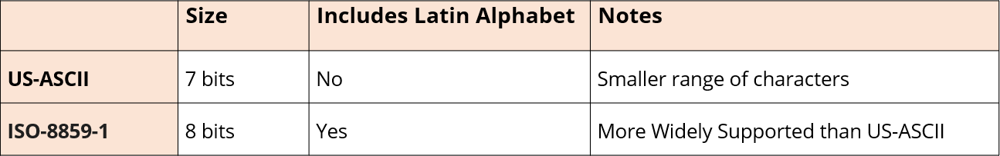 Size Includes Latin Alphabet Notes
US-ASCII 7 bits No Smaller range of characters
ISO-8859-1 8 bits Yes More Widely Supported than US-ASCII